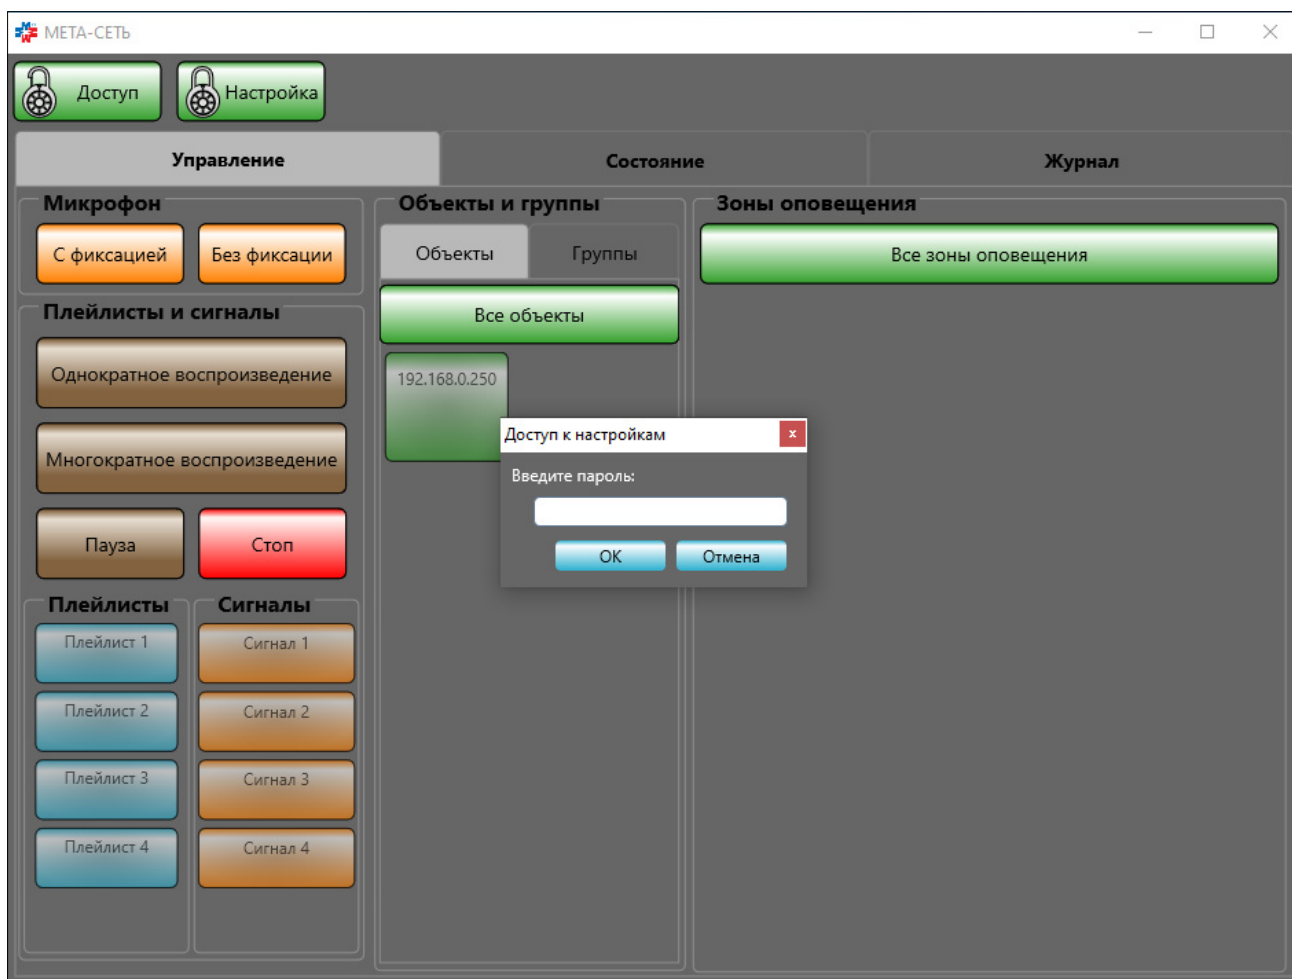 МЕТА-СЕТЬ
Доступ
Настройка
Управление
Состояние
Журнал
Микрофон
С фиксацией
Без фиксации
Плейлисты и сигналы
Однократное воспроизведение
Многократное воспроизведение
Пауза
Стоп
Плейлисты
Сигналы
Плейлист 1
Сигнал 1
Плейлист 2
Сигнал 2
Плейлист 3
Сигнал 3
Плейлист 4
Сигнал 4
Объекты и группы
Объекты
Группы
Все объекты
192.168.0.250
Зоны оповещения
Все зоны оповещения
Доступ к настройкам
x
Введите пароль:
OK
Отмена